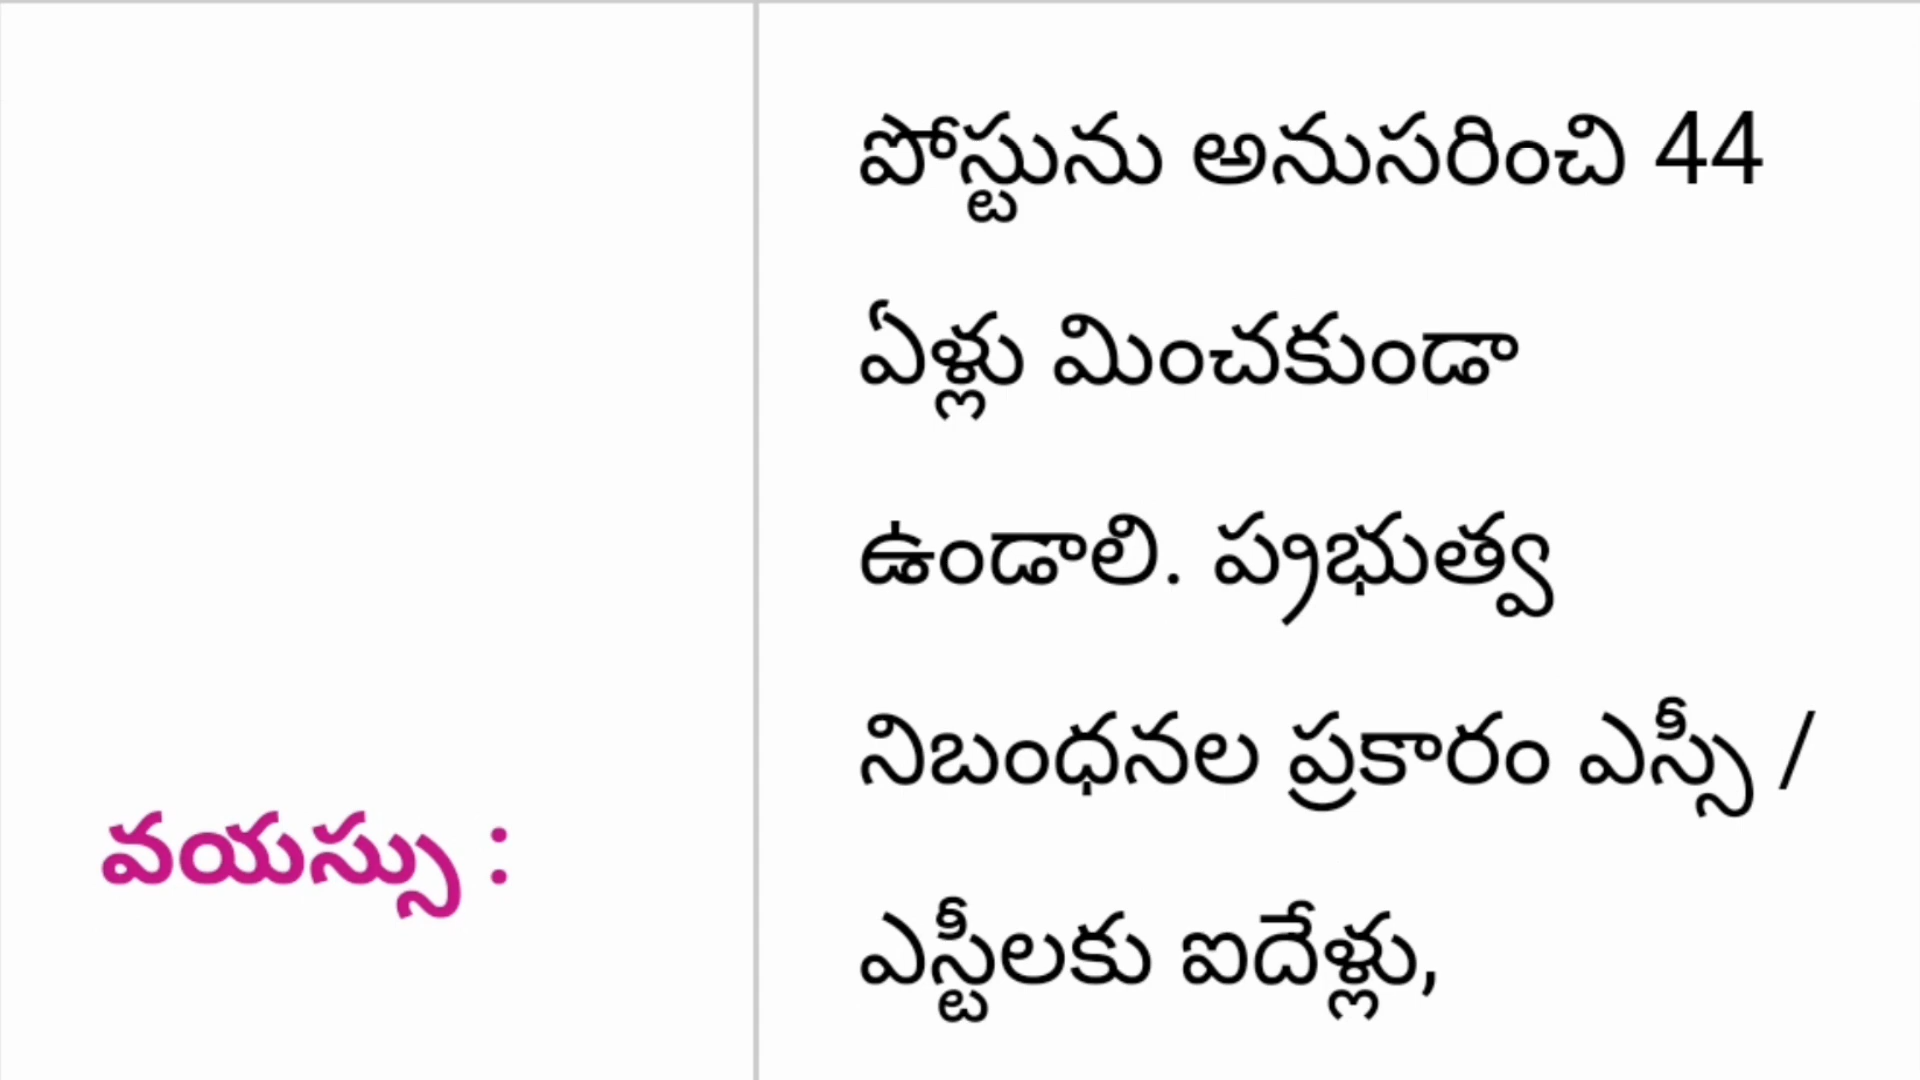 పోస్టును అనుసరించి 44
ఏళ్లు మించకుండా
ఉండాలి. ప్రభుత్వ
నిబంధనల ప్రకారం ఎస్సీ /
వయస్సు :
ఎస్టీలకు ఐదేళ్లు,